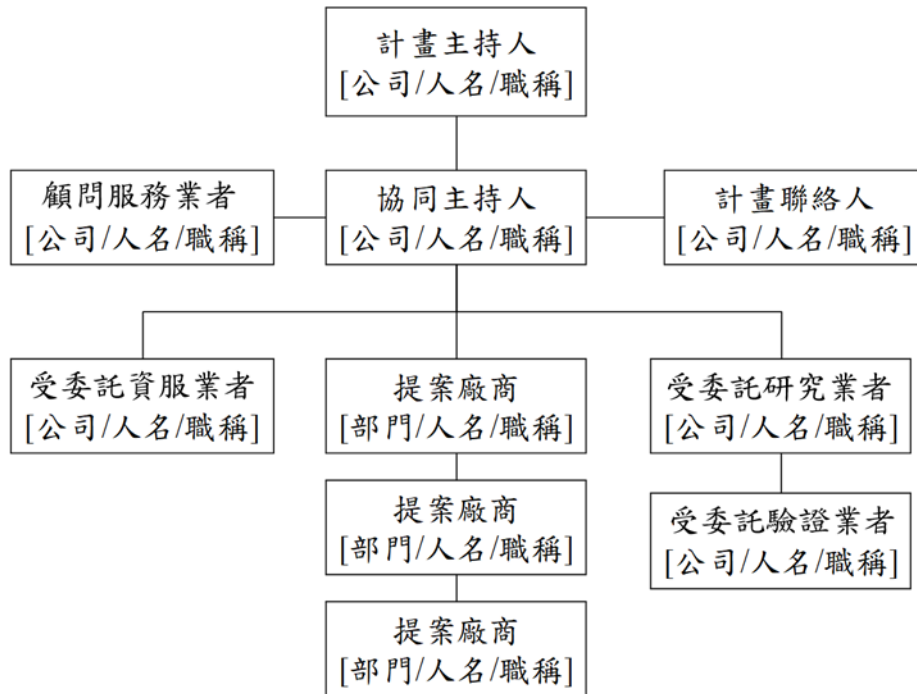 計畫主持人
[公司/人名/職稱]
顧問服務業者
[公司/人名/職稱]
協同主持人
[公司/人名/職稱]
計畫聯絡人
[公司/人名/職稱]
受委託資服業者
[公司/人名/職稱]
提案廠商
[部門/人名/職稱]
受委託研究業者
[公司/人名/職稱]
提案廠商
[部門/人名/職稱]
受委託驗證業者
[公司/人名/職稱]
提案廠商
[部門/人名/職稱]